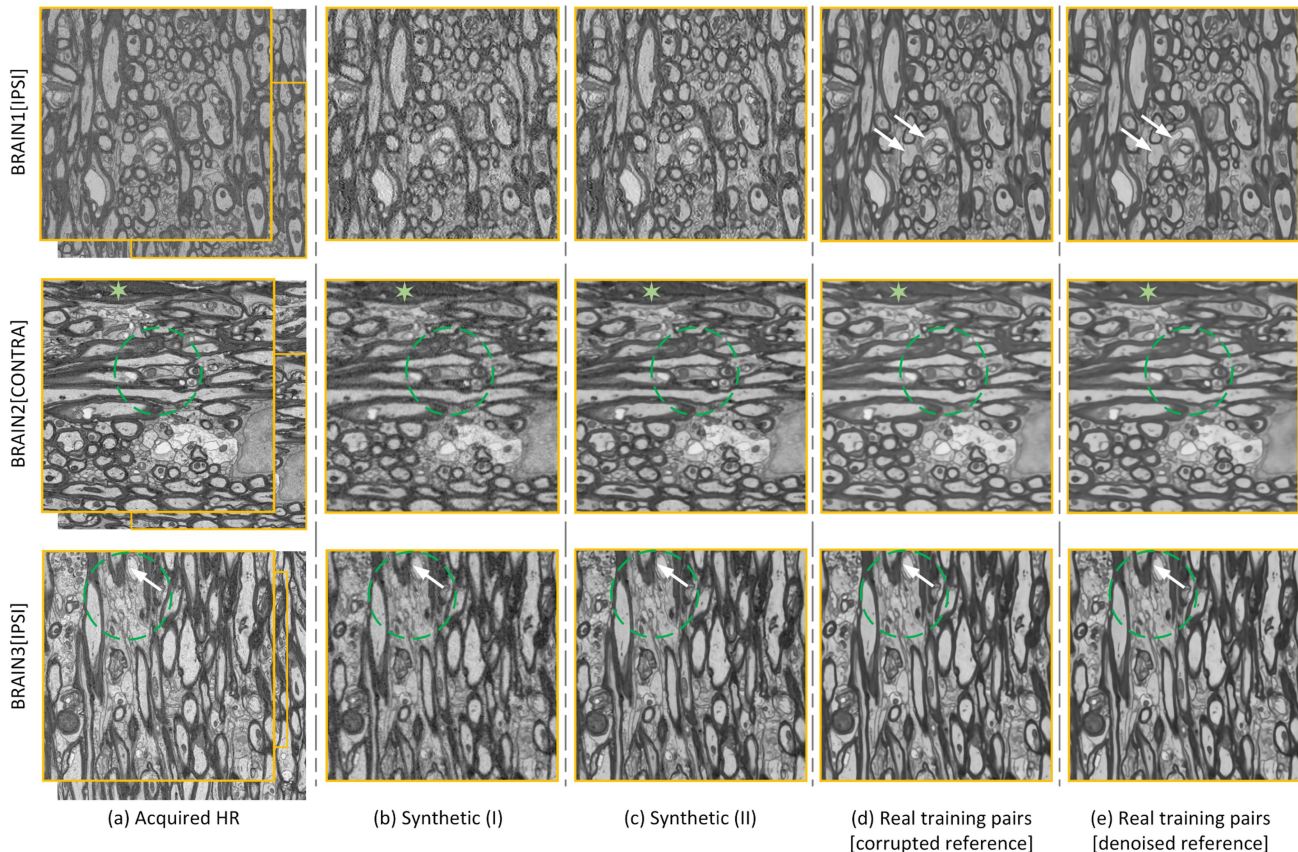 BRAIN1[IPSI]
BRAIN2[CONTRA]
BRAIN3[IPSI]
(a) Acquired HR
(b) Synthetic (I)
(c) Synthetic (II)
(d) Real training pairs
[corrupted reference]
(e) Real training pairs
[denoised reference]